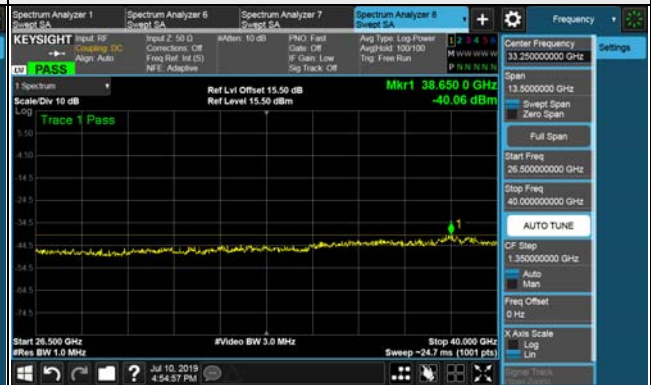 Spectrum Analyzer 1
Swept SA
Spectrum Analyzer 6
Swept SA
Spectrum Analyzer 7
Swept SA
Spectrum Analyzer 8
Swept SA
+
Frequency
KEYSIGHT
Input: RF
Coupling: DC
Align: Auto
Input Z: 50 Ω
Corrections: Off
Freq Ref: Int (S)
NFE: Adaptive
#Atten: 10 dB
PNO: Fast
Gate: Off
IF Gain: Low
Sig Track: Off
Avg Type: Log-Power
Avg|Hold: 100/100
Trig: Free Run
1 2 3 4 5 6
M W W W W W
P N N N N N
LV PASS
1 Spectrum
Scale/Div 10 dB
Ref Lvl Offset 15.50 dB
Ref Level 15.50 dBm
Mkr1 38.650 0 GHz
-40.06 dBm
Log
Trace 1 Pass
5.50
-4.50
-14.5
-24.5
-34.5
-44.5
-54.5
-64.5
-74.5
1
Start 26.500 GHz
#Res BW 1.0 MHz
#Video BW 3.0 MHz
Stop 40.000 GHz
Sweep ~24.7 ms (1001 pts)
Center Frequency
33.250000000 GHz
Settings
Span
13.5000000 GHz
Swept Span
Zero Span
Full Span
Start Freq
26.500000000 GHz
Stop Freq
40.000000000 GHz
AUTO TUNE
CF Step
1.350000000 GHz
Auto
Man
Freq Offset
0 Hz
X Axis Scale
Log
Lin
Signal Track
Jul 10, 2019
4:54:57 PM
?